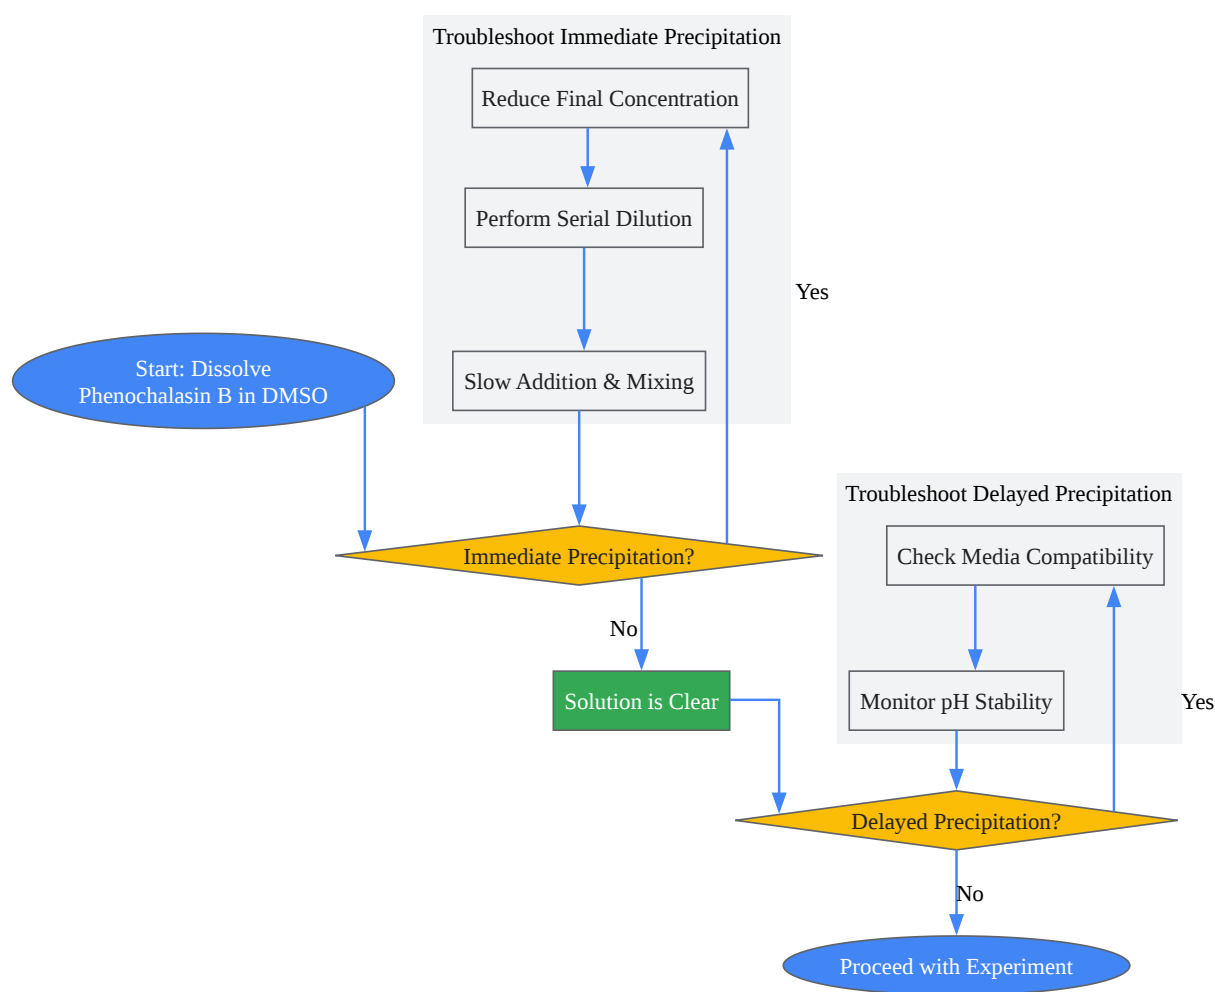 Troubleshoot Immediate Precipitation
Reduce Final Concentration
Perform Serial Dilution
Yes
Start: Dissolve
Phenochalasin B in DMSO
Slow Addition & Mixing
Troubleshoot Delayed Precipitation
Immediate Precipitation?
Check Media Compatibility
No
Solution is Clear
Monitor pH Stability
Yes
Delayed Precipitation?
No
Proceed with Experiment